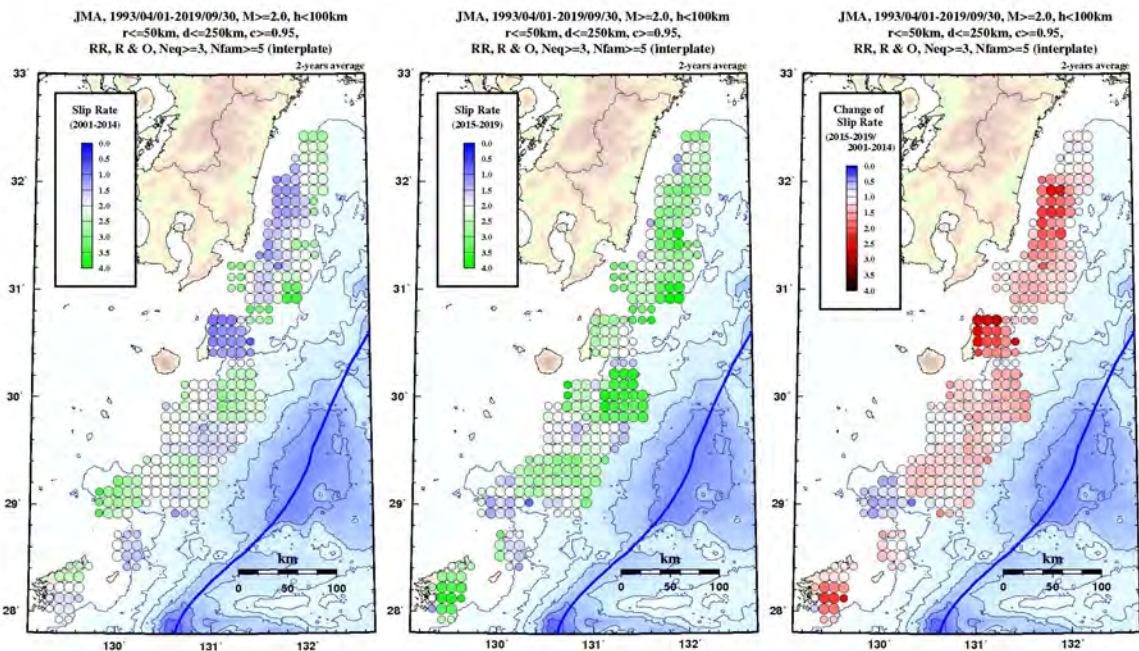 JMA, 1993/04/01-2019/09/30, M>=2.0, h<100km
r<=50km, d<=250km, c>=0.95,
RR, R & O, Neq>=3, Nfam>=5 (interplate)
2-years average
33˚
32˚
31˚
30˚
29˚
28˚
Slip Rate
(2001-2014)
0.0
0.5
1.0
1.5
2.0
2.5
3.0
3.5
4.0
km
0 50 100
130˚ 131˚ 132˚
JMA, 1993/04/01-2019/09/30, M>=2.0, h<100km
r<=50km, d<=250km, c>=0.95,
RR, R & O, Neq>=3, Nfam>=5 (interplate)
2-years average
33˚
32˚
31˚
30˚
29˚
28˚
Slip Rate
(2015-2019)
0.0
0.5
1.0
1.5
2.0
2.5
3.0
3.5
4.0
km
0 50 100
130˚ 131˚ 132˚
JMA, 1993/04/01-2019/09/30, M>=2.0, h<100km
r<=50km, d<=250km, c>=0.95,
RR, R & O, Neq>=3, Nfam>=5 (interplate)
2-years average
33˚
32˚
31˚
30˚
29˚
28˚
Change of
Slip Rate
(2015-2019/
2001-2014)
0.0
0.5
1.0
1.5
2.0
2.5
3.0
3.5
4.0
km
0 50 100
130˚ 131˚ 132˚